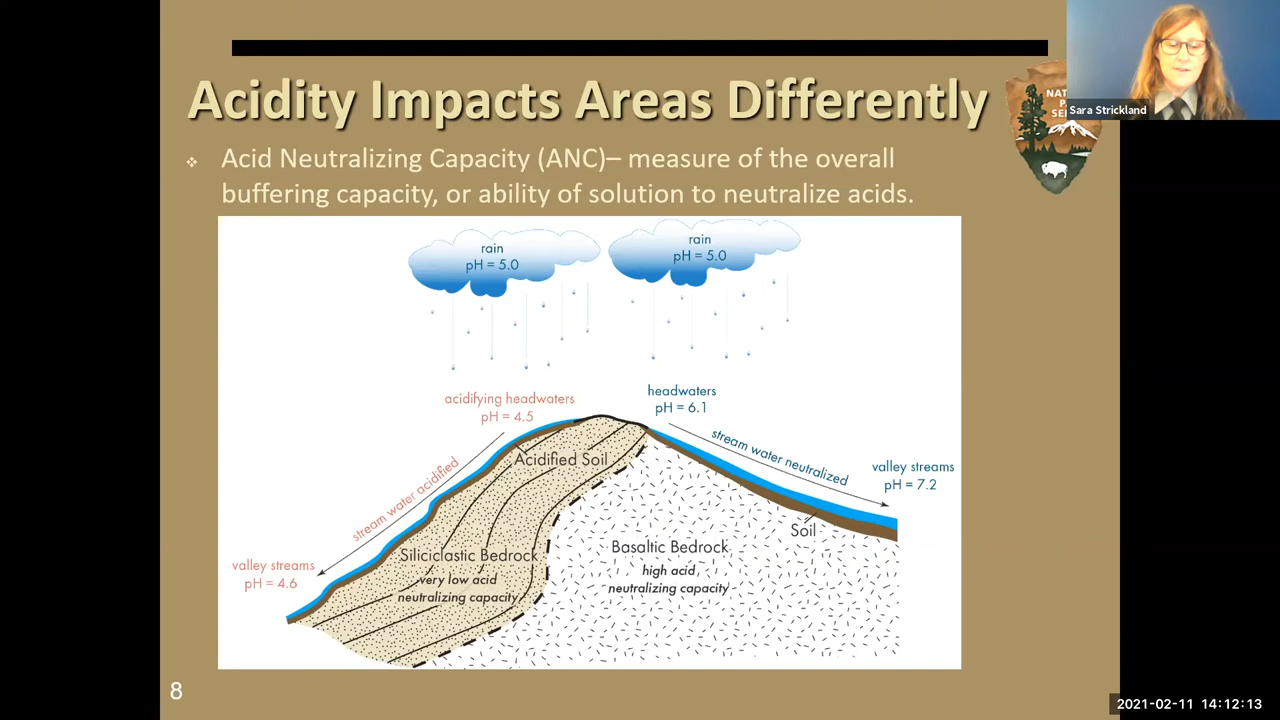 Acidity Impacts Areas Differently
Sara Strickland
❖ Acid Neutralizing Capacity (ANC)– measure of the overall
buffering capacity, or ability of solution to neutralize acids.
rain
pH = 5.0
rain
pH = 5.0
acidifying headwaters
pH = 4.5
headwaters
pH = 6.1
stream water acidified
stream water neutralized
valley streams
pH = 7.2
Acidified Soil
Soil
Siliciclastic Bedrock
very low acid
neutralizing capacity
Basaltic Bedrock
high acid
neutralizing capacity
valley streams
pH = 4.6
8
2021-02-11 14:12:13